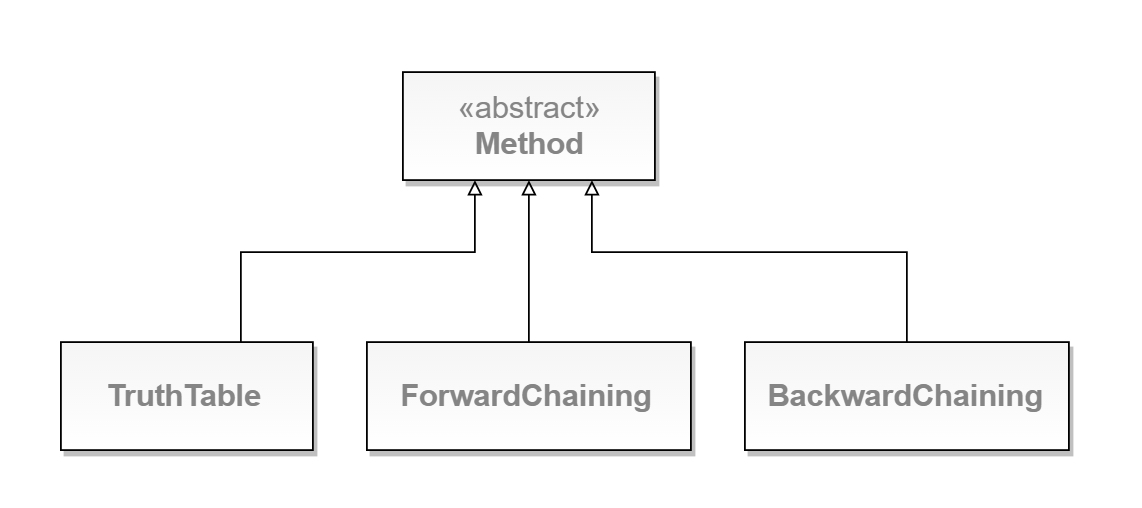 «abstract»
Method
TruthTable
ForwardChaining
BackwardChaining